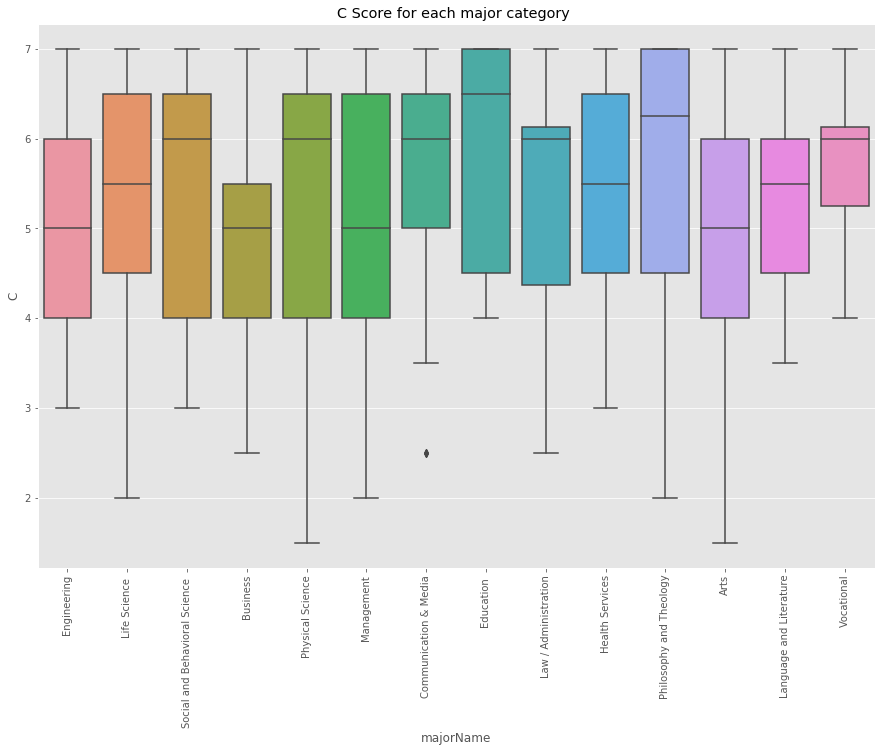 C Score for each major category
C
7
6
5
4
3
2
Engineering
Life Science
Social and Behavioral Science
Business
Physical Science
Management
Communication & Media
Education
Law / Administration
Health Services
Philosophy and Theology
Arts
Language and Literature
Vocational
majorName